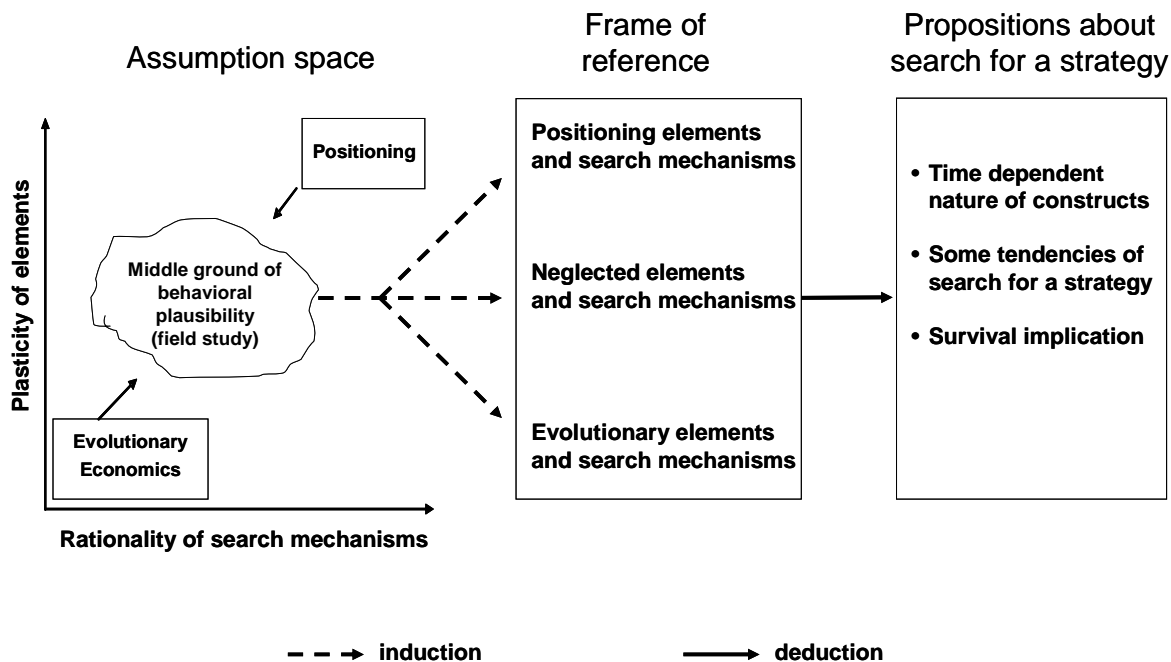 Assumption space
Frame of
reference
Propositions about
search for a strategy
Plasticity of elements
Positioning
Middle ground of
behavioral
plausibility
(field study)
Evolutionary
Economics
Rationality of search mechanisms
Positioning elements
and search mechanisms
Neglected elements
and search mechanisms
Evolutionary elements
and search mechanisms
• Time dependent
nature of constructs
• Some tendencies of
search for a strategy
• Survival implication
induction
deduction